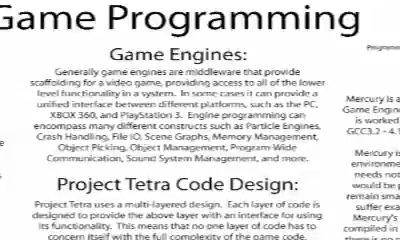 Game Programming
Game Engines:
Generally game engines are middleware that provide
scaffolding for a video game, providing access to all of the lower
level functionality in a system. In some cases it can provide a
unified interface between different platforms, such as the PC,
XBOX 360, and PlayStation 3. Engine programming can
encompass many different constructs such as Particle Engines,
Crash Handling, File IO, Scene Graphs, Memory Management,
Object Picking, Object Management, Program-Wide
Communication, Sound System Management, and more.
Project Tetra Code Design:
Project Tetra uses a multi-layered design. Each layer of code is
designed to provide the above layer with an interface for using
its functionality. This means that no one layer of code has to
concern itself with the full complexity of the game code.
Mercury is a
Game Engin
is worked
GCC3.2 - 4.
Mercury is
environme
needs not
would be p
remain sma
suffer exa
Mercury's
compiled in